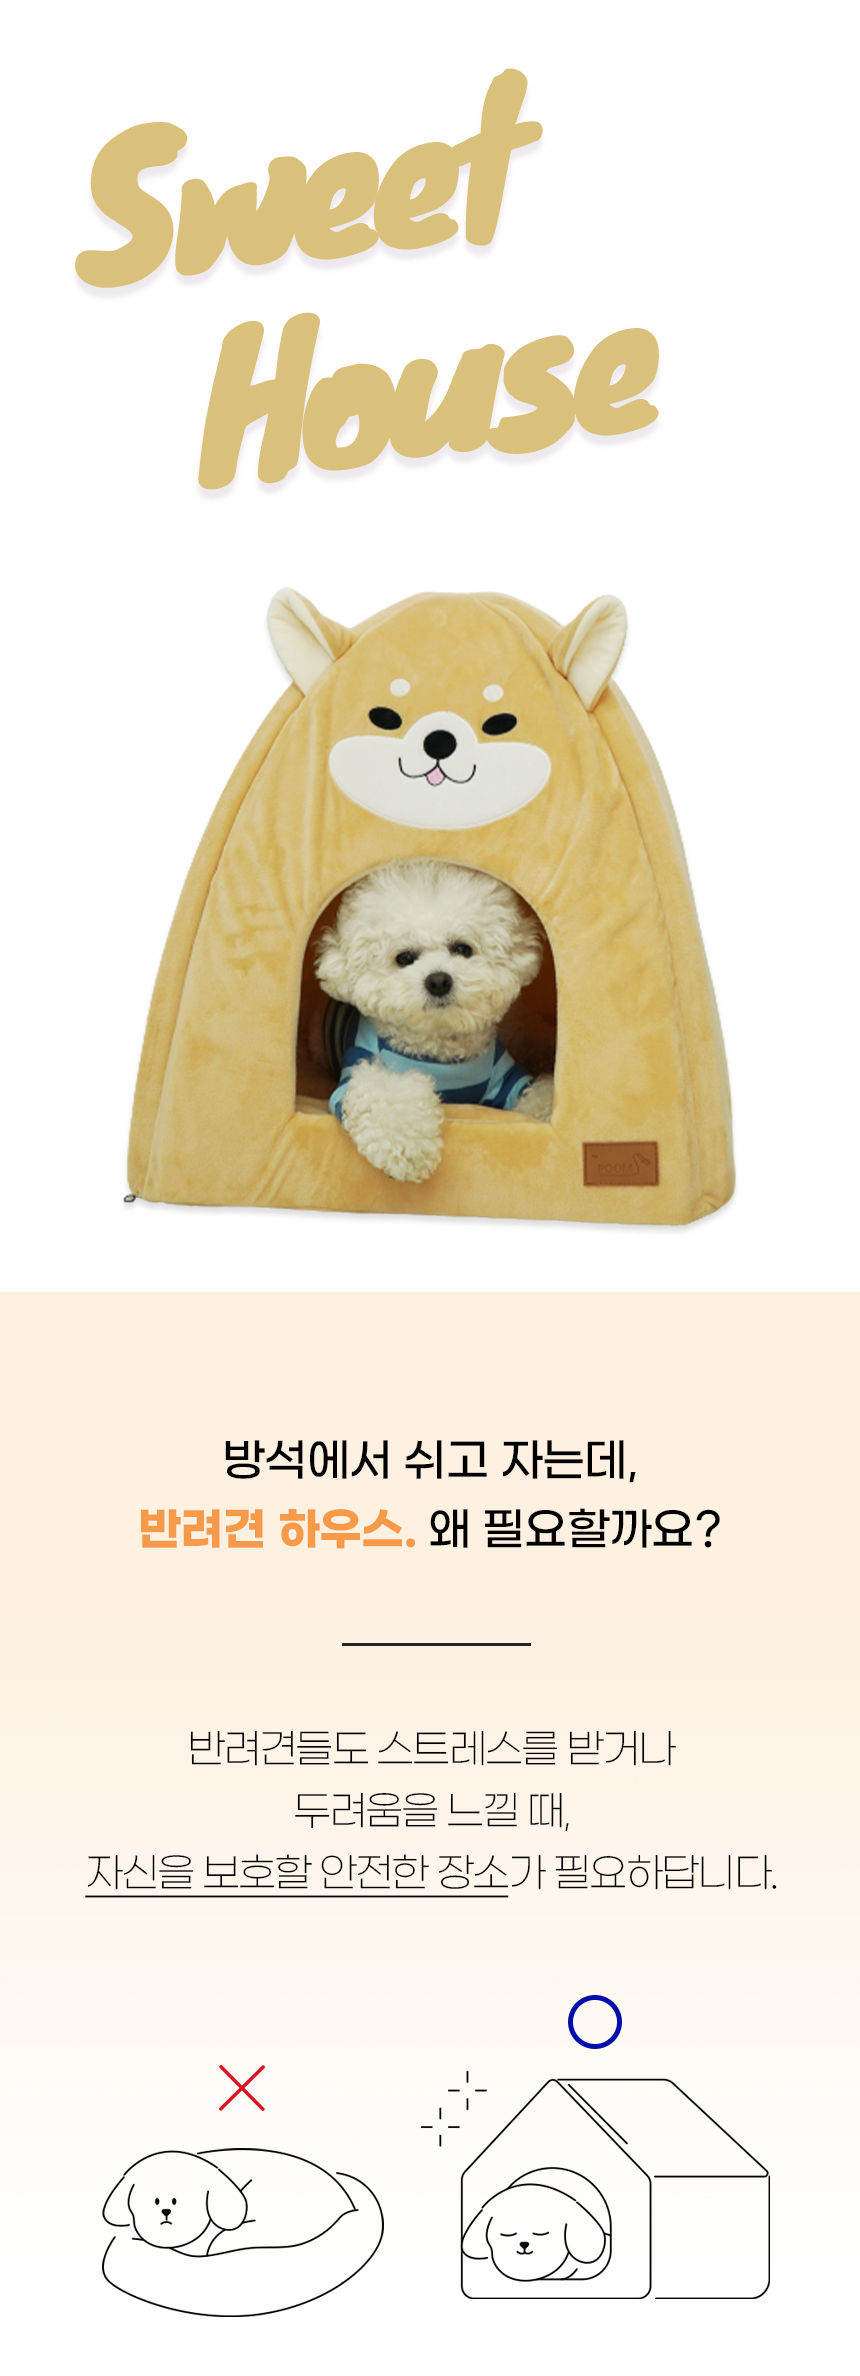 Sweet
House
POOM
방석에서 쉬고 자는데,
반려견 하우스. 왜 필요할까요?
반려견들도 스트레스를 받거나
두려움을 느낄 때,
자신을 보호할 안전한 장소가 필요하답니다.